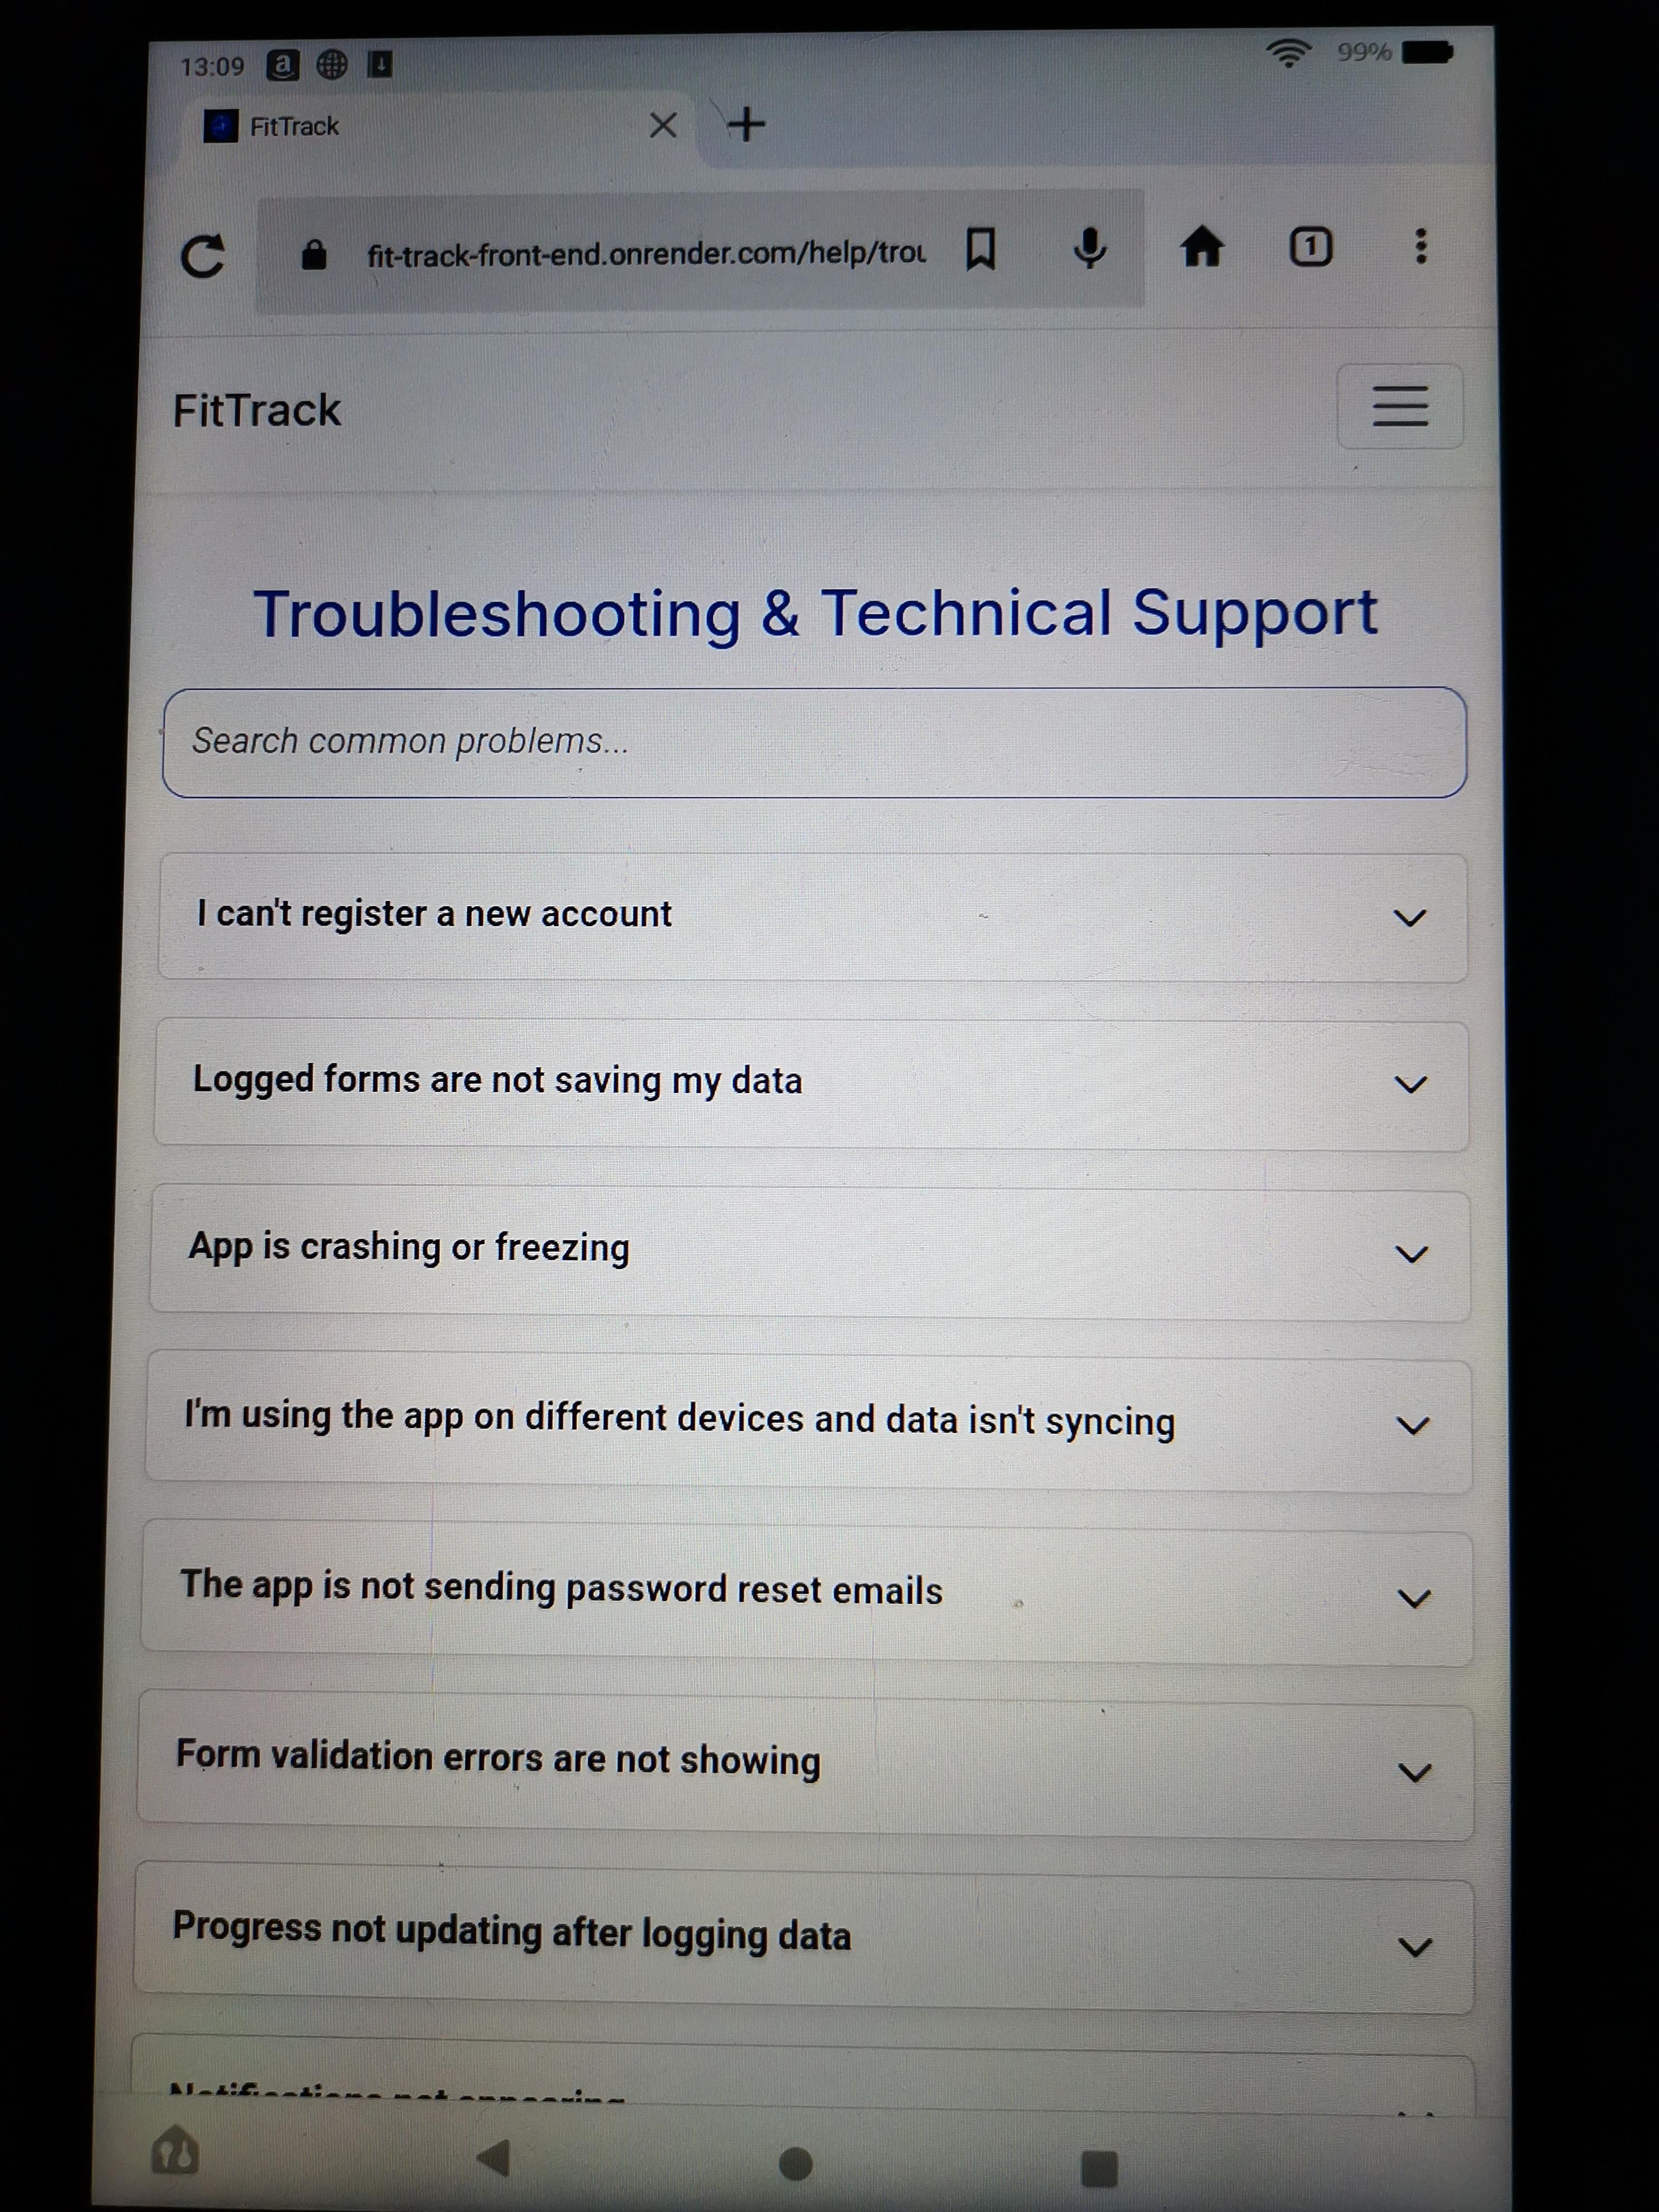 13:09
99%
FitTrack
fit-track-front-end.onrender.com/help/trou
1
FitTrack
Troubleshooting & Technical Support
Search common problems...
I can't register a new account
Logged forms are not saving my data
App is crashing or freezing
I'm using the app on different devices and data isn't syncing
The app is not sending password reset emails
Form validation errors are not showing
Progress not updating after logging data
Notifications not appearing